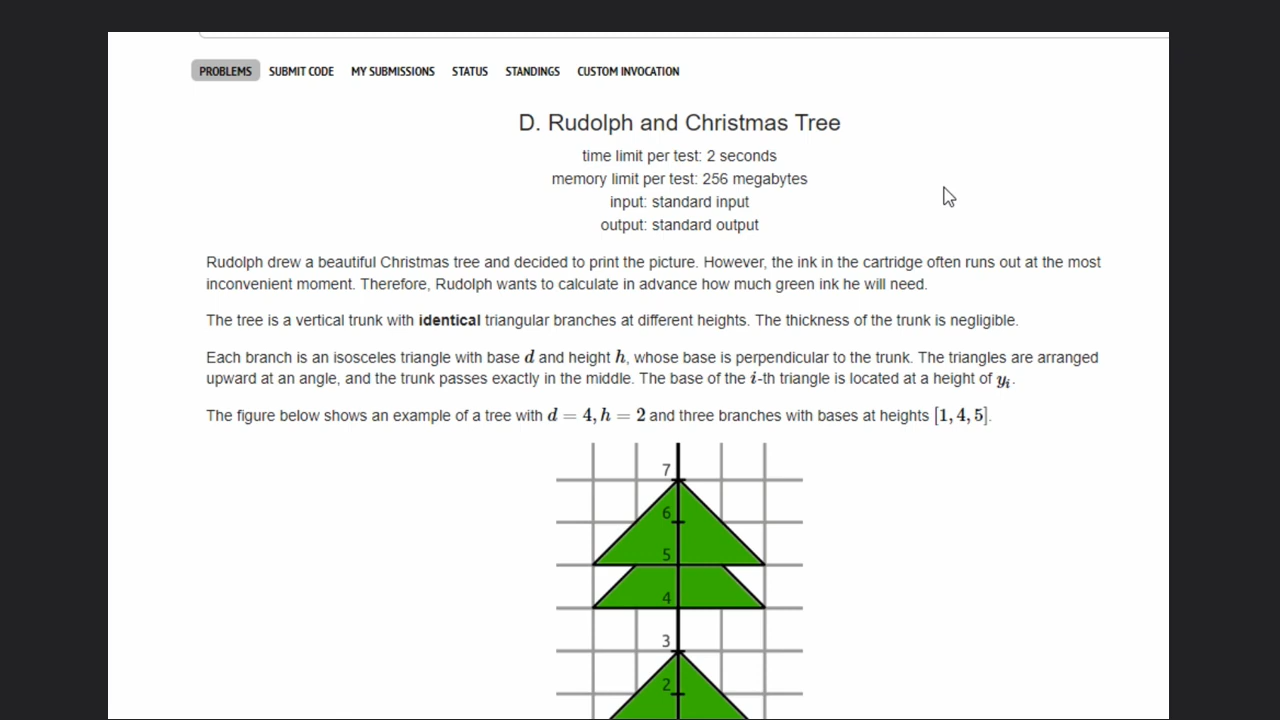 PROBLEMS SUBMIT CODE MY SUBMISSIONS STATUS STANDINGS CUSTOM INVOCATION
D. Rudolph and Christmas Tree
time limit per test: 2 seconds
memory limit per test: 256 megabytes
input: standard input
output: standard output
Rudolph drew a beautiful Christmas tree and decided to print the picture. However, the ink in the cartridge often runs out at the most
inconvenient moment. Therefore, Rudolph wants to calculate in advance how much green ink he will need.
The tree is a vertical trunk with identical triangular branches at different heights. The thickness of the trunk is negligible.
Each branch is an isosceles triangle with base d and height h, whose base is perpendicular to the trunk. The triangles are arranged
upward at an angle, and the trunk passes exactly in the middle. The base of the i-th triangle is located at a height of yᵢ.
The figure below shows an example of a tree with d = 4, h = 2 and three branches with bases at heights [1, 4, 5].
7
6
5
4
3
2